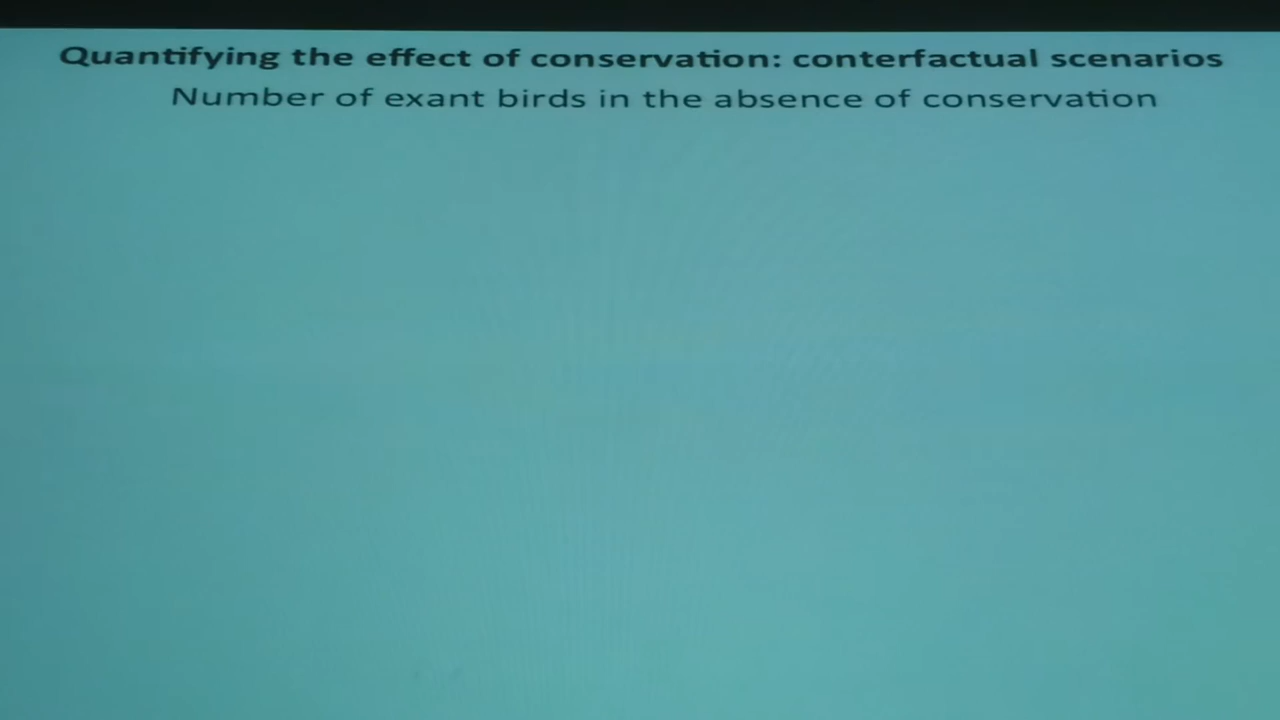 Quantifying the effect of conservation: conterfactual scenarios
Number of exant birds in the absence of conservation